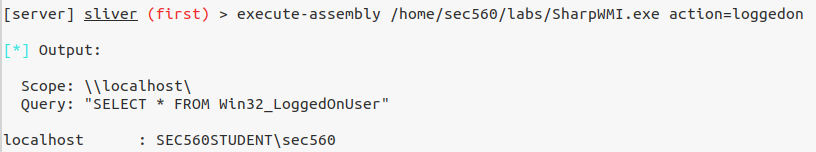 [server] sliver (first) > execute-assembly /home/sec560/labs/SharpWMI.exe action=loggedon
[*] Output:
Scope: \\localhost\
Query: "SELECT * FROM Win32_LoggedOnUser"
localhost      : SEC560STUDENT\sec560